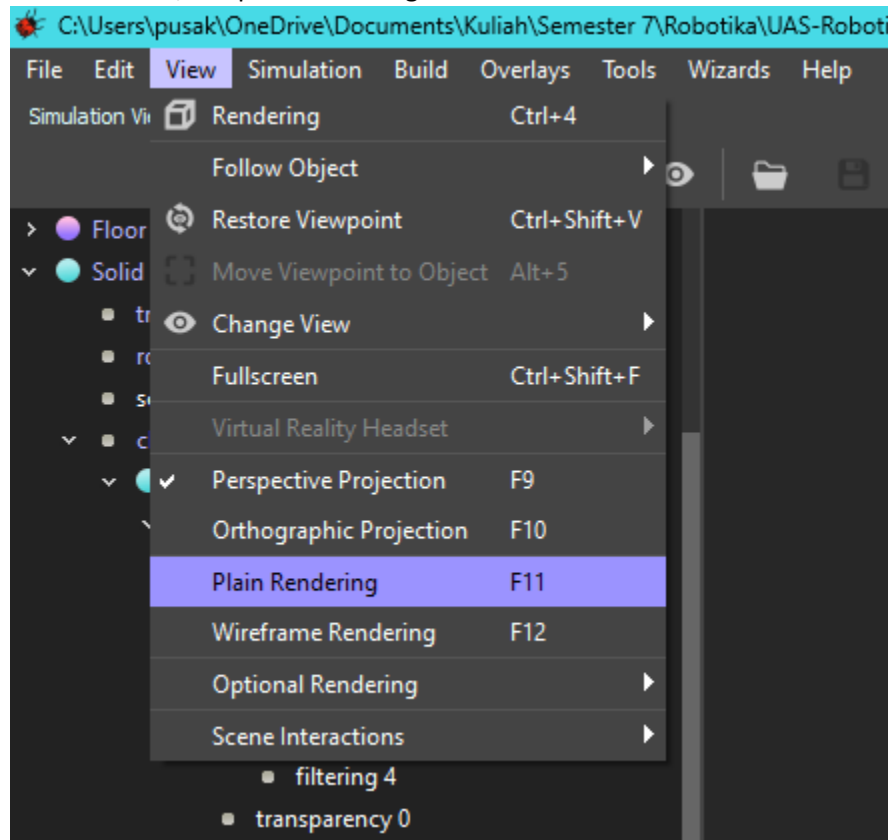 C:\Users\pusak\OneDrive\Documents\Kuliah\Semester 7\Robotika\UAS-Roboti
File Edit View Simulation Build Overlays Tools Wizards Help
Simulation Vi
Rendering Ctrl+4
Follow Object
Floor
Restore Viewpoint Ctrl+Shift+V
Solid
Move Viewpoint to Object Alt+5
tr
Change View
ro
Fullscreen Ctrl+Shift+F
Virtual Reality Headset
c
Perspective Projection F9
Orthographic Projection F10
Plain Rendering F11
Wireframe Rendering F12
Optional Rendering
Scene Interactions
filtering 4
transparency 0